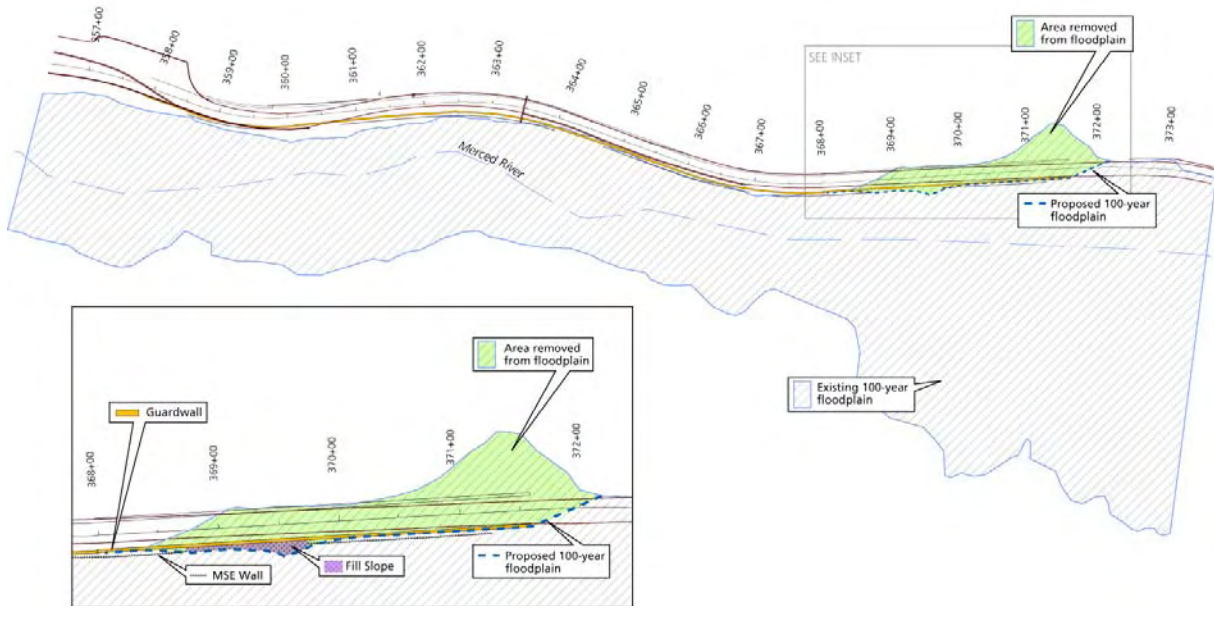 357+00
358+00
359+00
360+00
361+00
362+00
363+00
364+00
365+00
366+00
367+00
368+00
369+00
370+00
371+00
372+00
373+00
Area removed
from floodplain
SEE INSET
Merced River
Proposed 100-year
floodplain
Existing 100-year
floodplain
Area removed
from floodplain
Guardwall
368+00
369+00
370+00
371+00
372+00
Proposed 100-year
floodplain
Fill Slope
MSE Wall